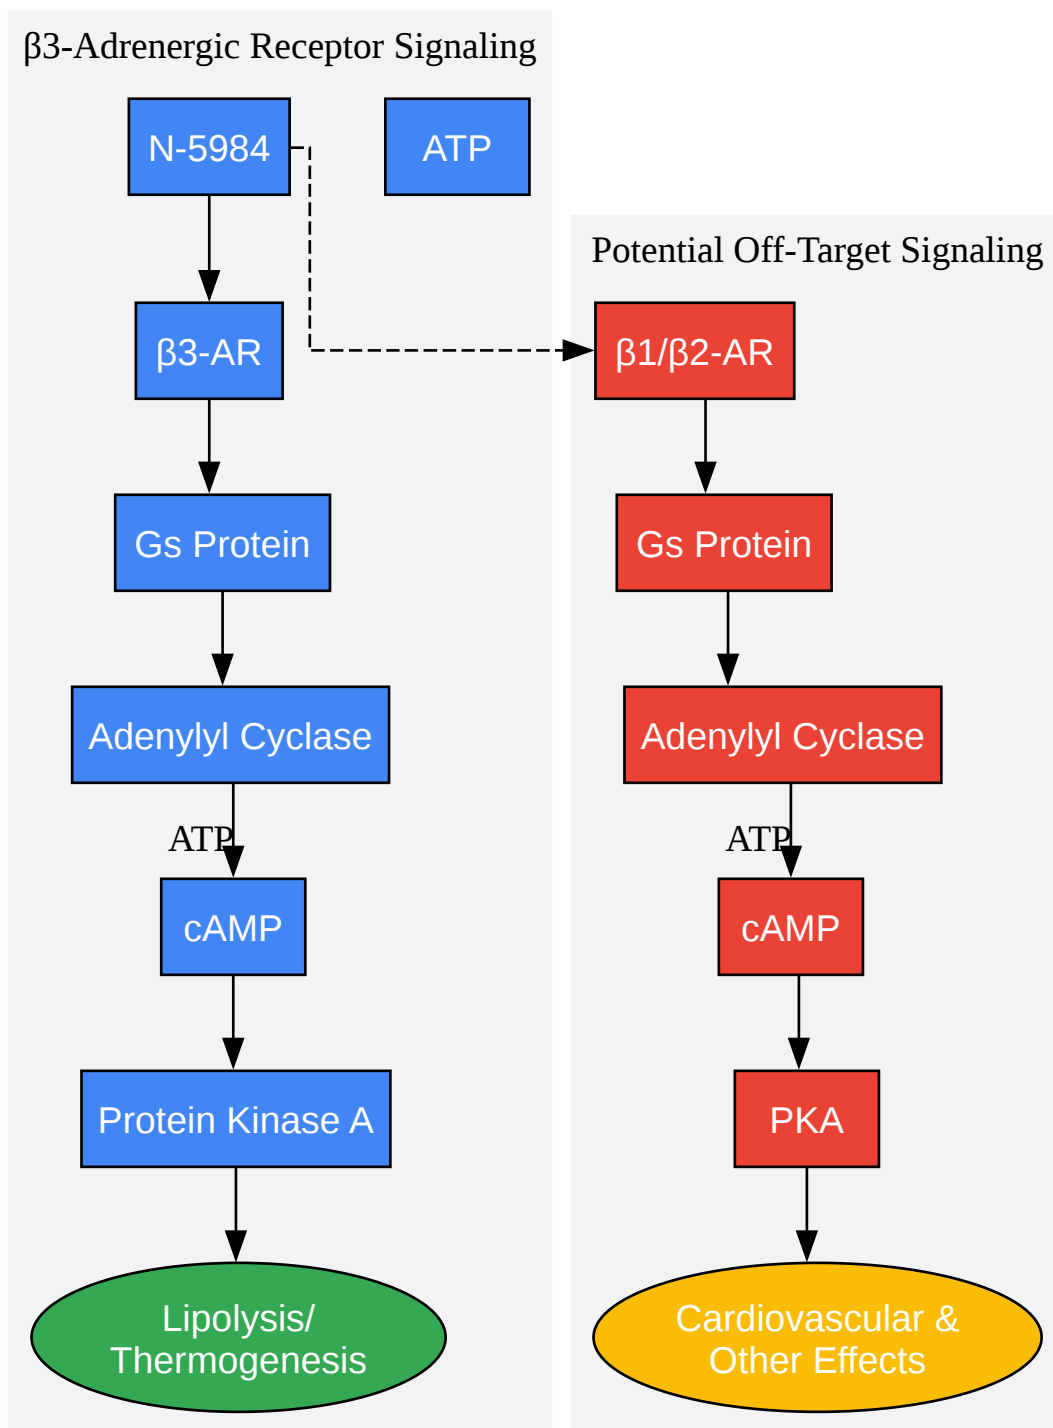 β3-Adrenergic Receptor Signaling
N-5984
ATP
β3-AR
Gs Protein
Adenylyl Cyclase
ATP
cAMP
Protein Kinase A
Lipolysis/
Thermogenesis
Potential Off-Target Signaling
β1/β2-AR
Gs Protein
Adenylyl Cyclase
ATP
cAMP
PKA
Cardiovascular &
Other Effects